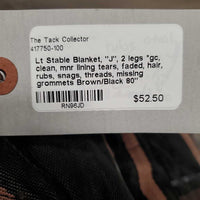 The Tack Collector
417750-100
Lt Stable Blanket, "J", 2 legs *gc,
clean, mnr lining tears, faded, hair,
rubs, snags, threads, missing
grommets Brown/Black 80"
$52.50
RN96JD